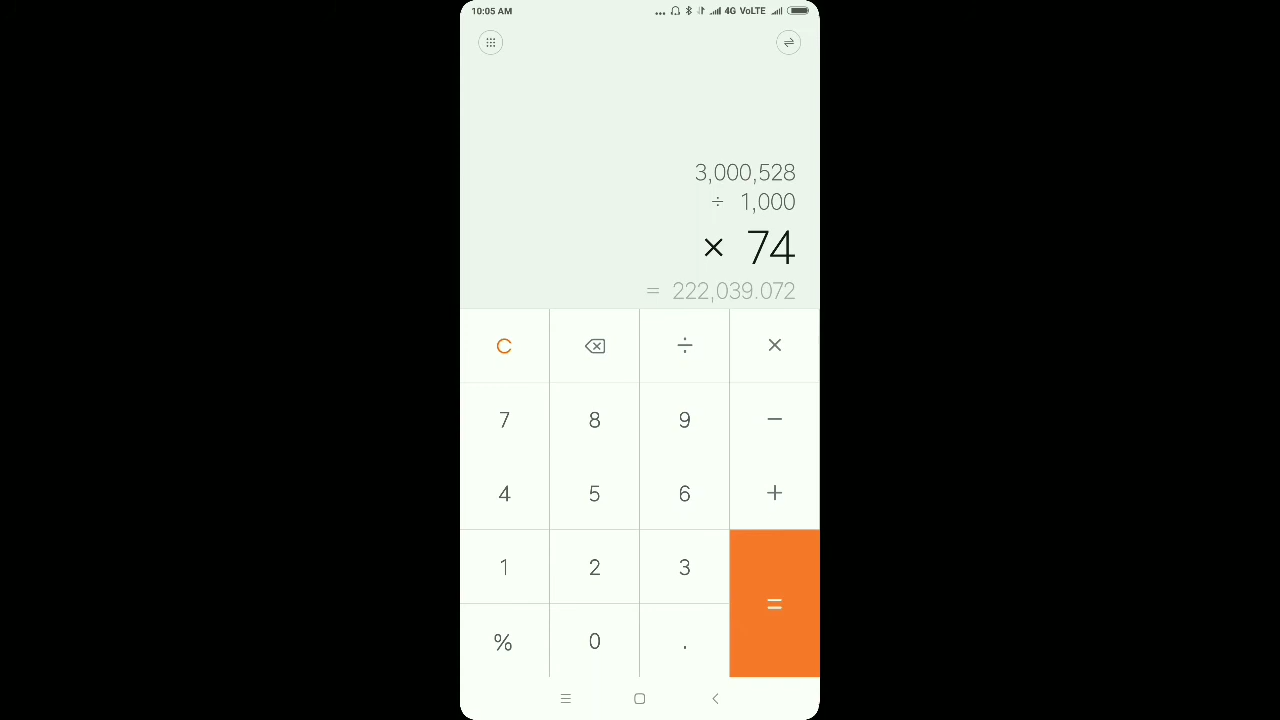 10:05 AM ... 4G VoLTE
3,000,528
÷ 1,000
× 74
= 222,039.072
C ÷ ×
7 8 9 −
4 5 6 +
1 2 3
% 0 . =